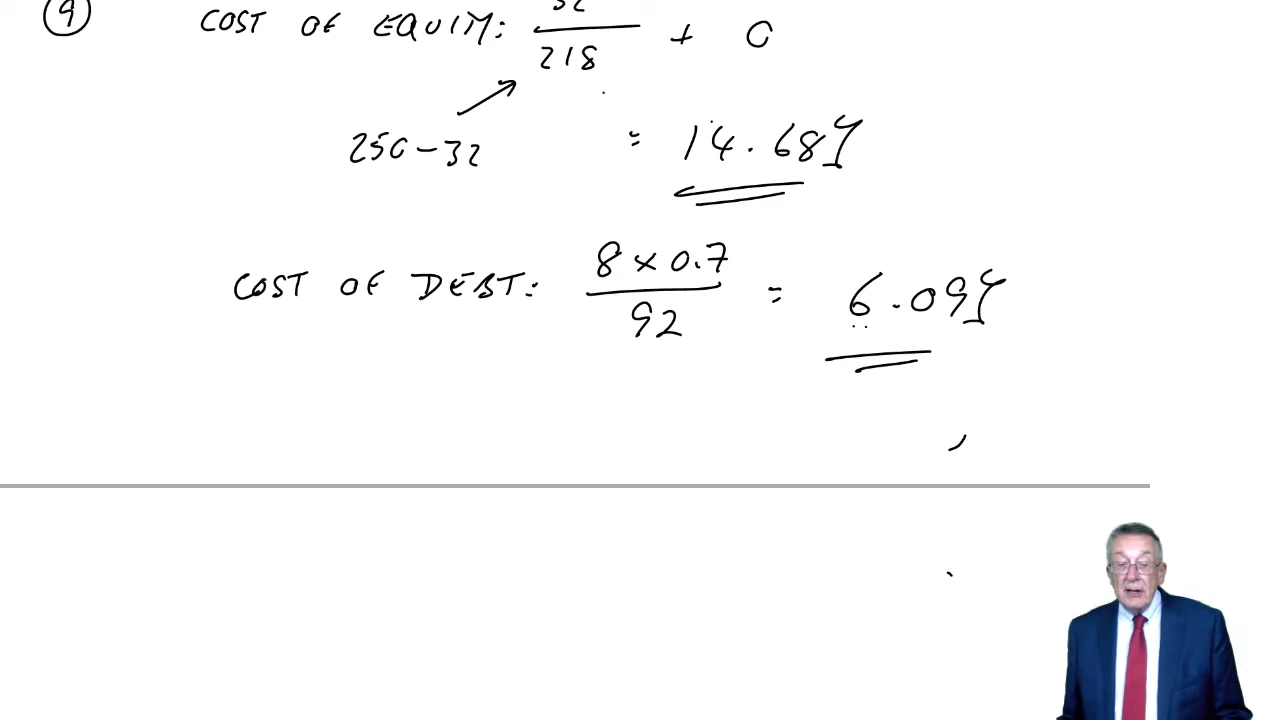 9 COST OF EQUITY: 32 / 218 + 0
250 - 32 = 14.68%
COST OF DEBT: 8 × 0.7 / 92 = 6.09%